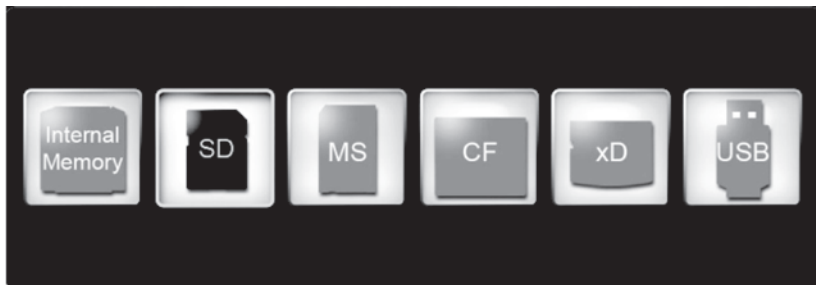 Internal
Memory
SD
MS
CF
xD
USB